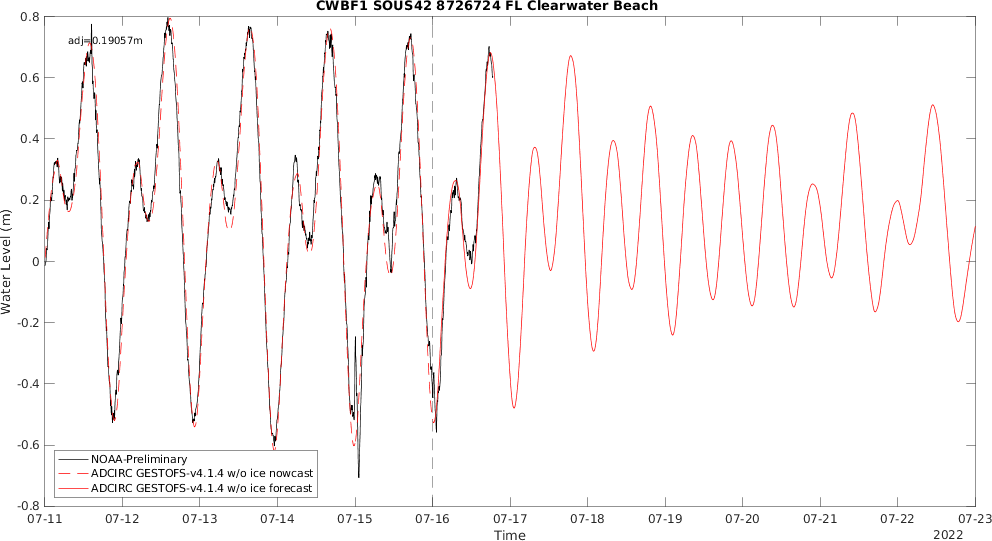 CWBF1 SOUS42 8726724 FL Clearwater Beach
adj=0.19057m
0.8
0.6
0.4
0.2
0
-0.2
-0.4
-0.6
-0.8
Water Level (m)
NOAA-Preliminary
ADCIRC GESTOFS-v4.1.4 w/o ice nowcast
ADCIRC GESTOFS-v4.1.4 w/o ice forecast
07-11 07-12 07-13 07-14 07-15 07-16 07-17 07-18 07-19 07-20 07-21 07-22 07-23
Time
2022